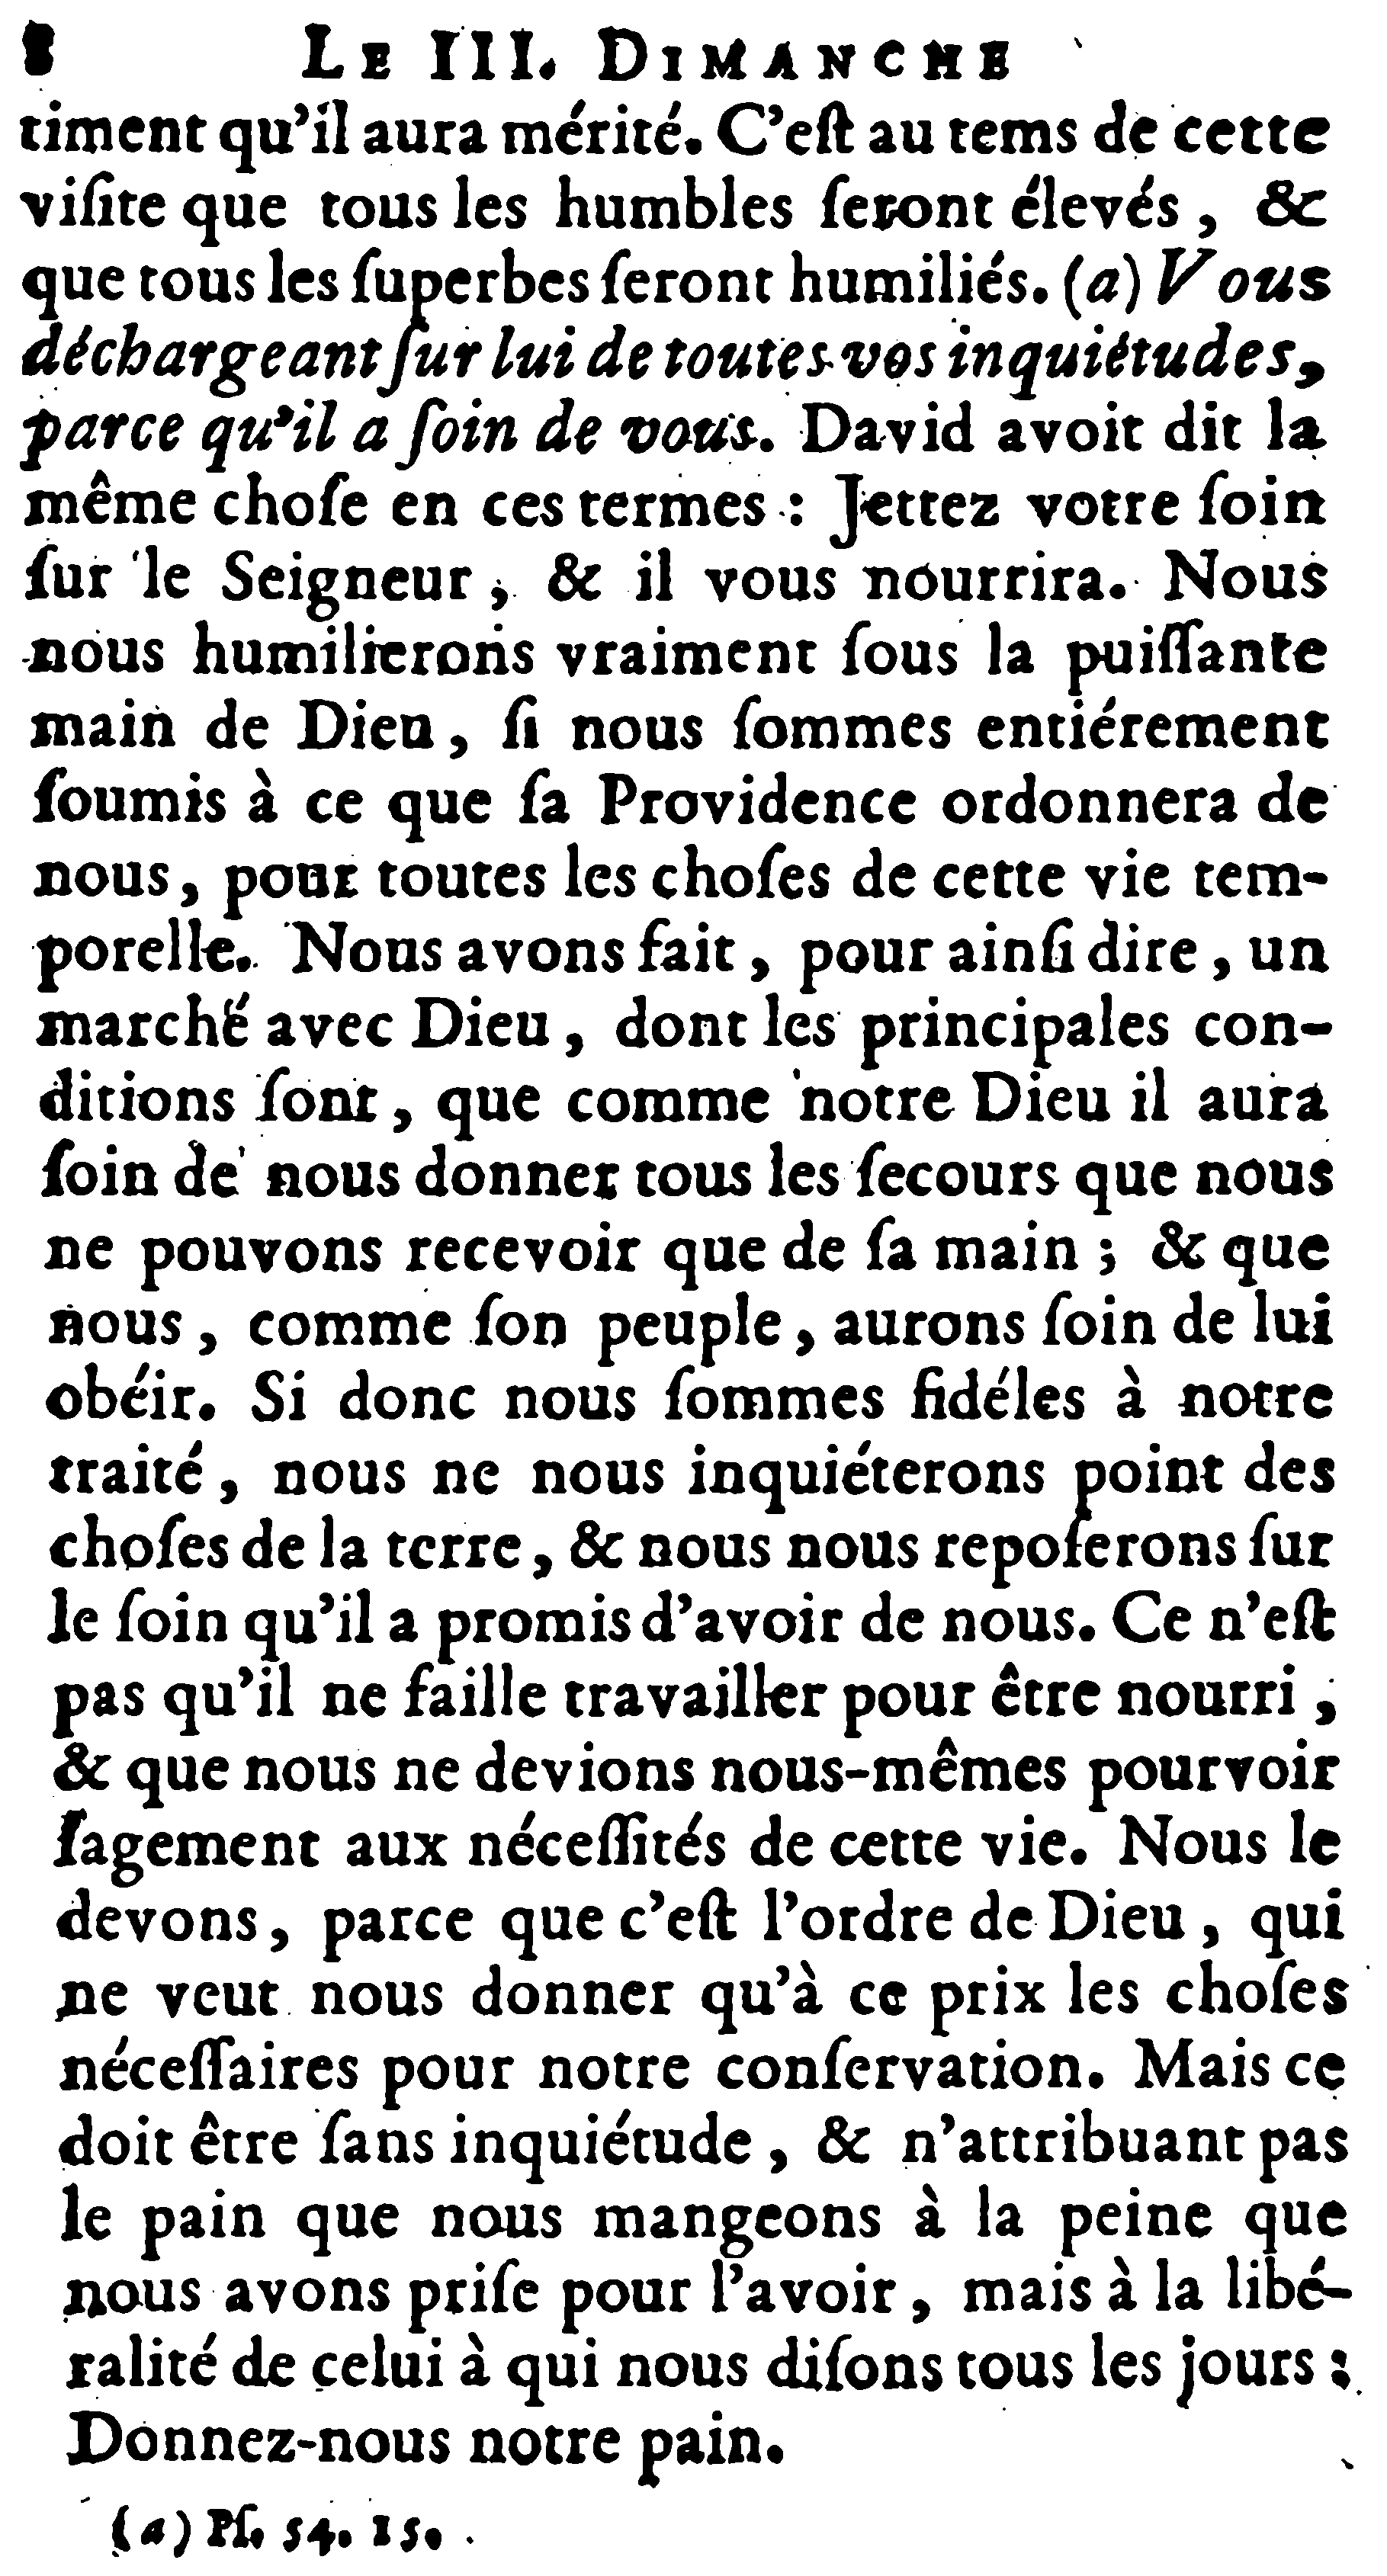 8 LE III. DIMANCHE
timent qu'il aura mérité. C'eſt au tems de cette
viſite que tous les humbles ſeront élevés, &
que tous les ſuperbes ſeront humiliés. (a) Vous
déchargeant ſur lui de toutes vos inquiétudes,
parce qu'il a ſoin de vous. David avoit dit la
même choſe en ces termes : Jettez votre ſoin
ſur le Seigneur, & il vous nourrira. Nous
nous humilierons vraiment ſous la puiſſante
main de Dieu, ſi nous ſommes entiérement
ſoumis à ce que ſa Providence ordonnera de
nous, pour toutes les choſes de cette vie tem-
porelle. Nous avons fait, pour ainſi dire, un
marché avec Dieu, dont les principales con-
ditions ſont, que comme notre Dieu il aura
ſoin de nous donner tous les ſecours que nous
ne pouvons recevoir que de ſa main ; & que
nous, comme ſon peuple, aurons ſoin de lui
obéir. Si donc nous ſommes fidéles à notre
traité, nous ne nous inquiéterons point des
choſes de la terre, & nous nous repoſerons ſur
le ſoin qu'il a promis d'avoir de nous. Ce n'eſt
pas qu'il ne faille travailler pour être nourri,
& que nous ne devions nous-mêmes pourvoir
ſagement aux néceſſités de cette vie. Nous le
devons, parce que c'eſt l'ordre de Dieu, qui
ne veut nous donner qu'à ce prix les choſes
néceſſaires pour notre conſervation. Mais ce
doit être ſans inquiétude, & n'attribuant pas
le pain que nous mangeons à la peine que
nous avons priſe pour l'avoir, mais à la libé-
ralité de celui à qui nous diſons tous les jours :
Donnez-nous notre pain.
(a) Pſ. 54. 15.